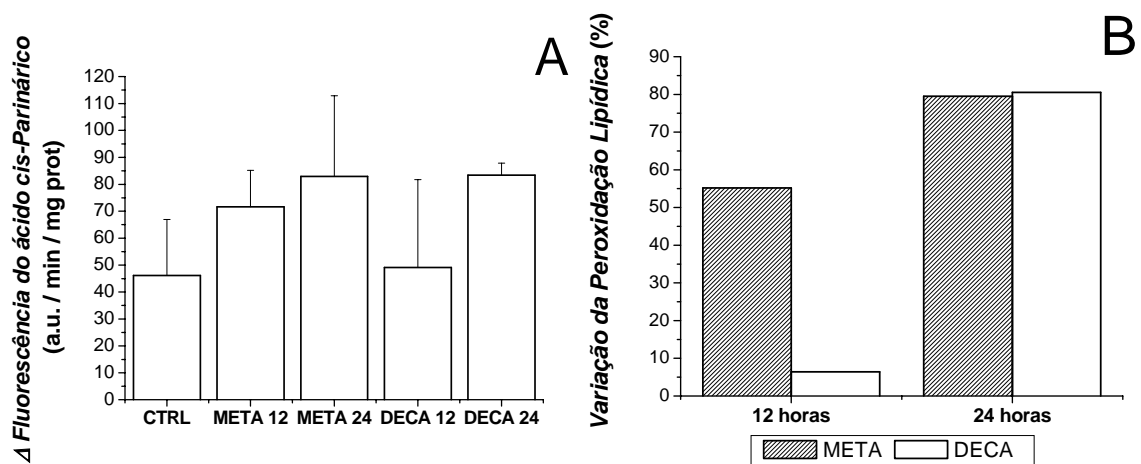 A
Δ Fluorescência do ácido cis-Parinárico
(a.u. / min / mg prot)
120
110
100
90
80
70
60
50
40
30
20
10
0
CTRL META 12 META 24 DECA 12 DECA 24
B
Variação da Peroxidação Lipídica (%)
90
80
70
60
50
40
30
20
10
0
12 horas 24 horas
META DECA